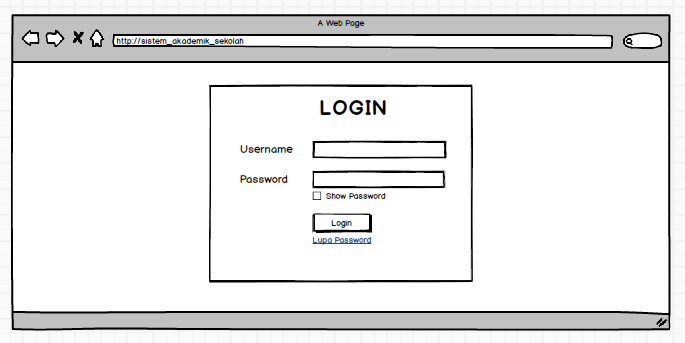 A Web Page
http://sistem_akademik_sekolah
LOGIN
Username
Password
Show Password
Login
Lupa Password